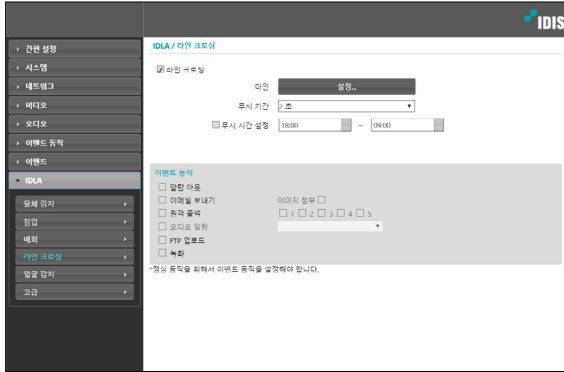 IDIS
간편 설정
시스템
네트워크
비디오
오디오
이벤트 동작
이벤트
IDLA
물체 감지
침입
배회
라인 크로싱
얼굴 감지
고급
IDLA / 라인 크로싱
라인 크로싱
라인 설정...
무시 기간 2 초
무시 시간 설정 18:00 ~ 09:00
이벤트 동작
알람 아웃
이메일 보내기 이미지 첨부
원격 콜백 1 2 3 4 5
오디오 알람
FTP 업로드
녹화
*정상 동작을 위해서 이벤트 동작을 설정해야 합니다.